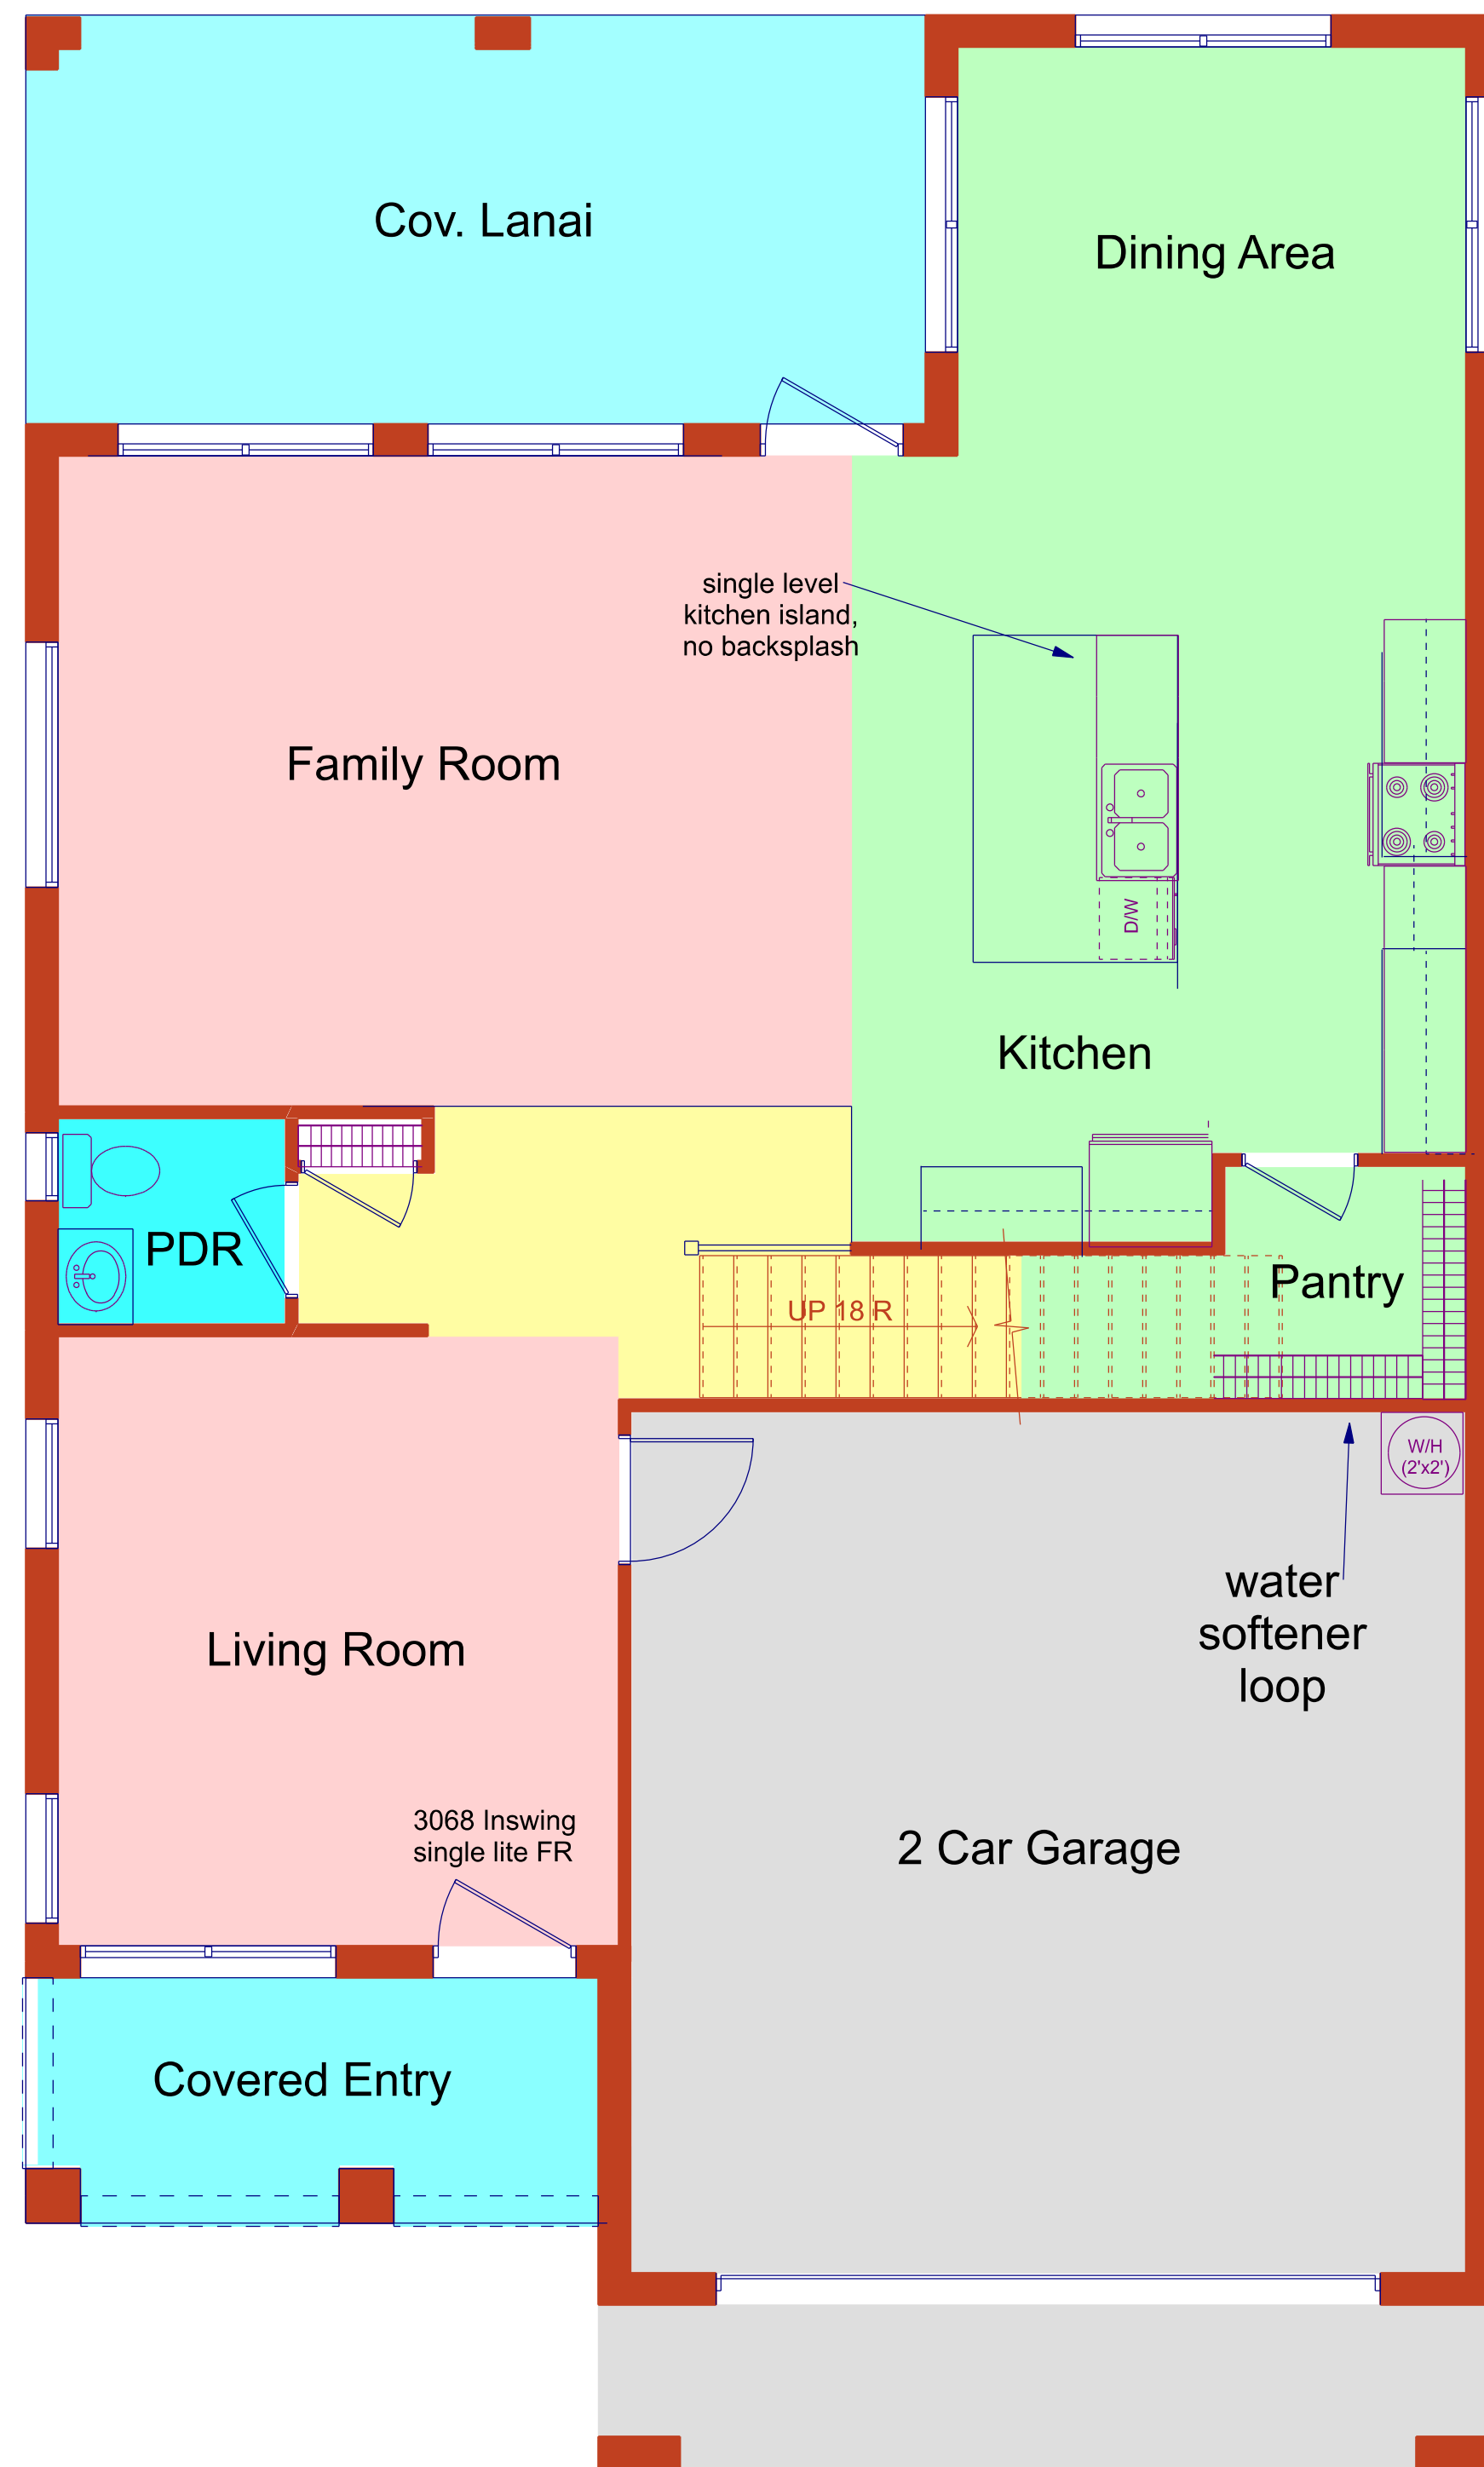 Cov. Lanai
Dining Area
single level
kitchen island,
no backsplash
Family Room
D/W
Kitchen
PDR
Pantry
UP 18 R
W/H
(2'x2')
water
softener
loop
Living Room
3068 Inswing
single lite FR
2 Car Garage
Covered Entry